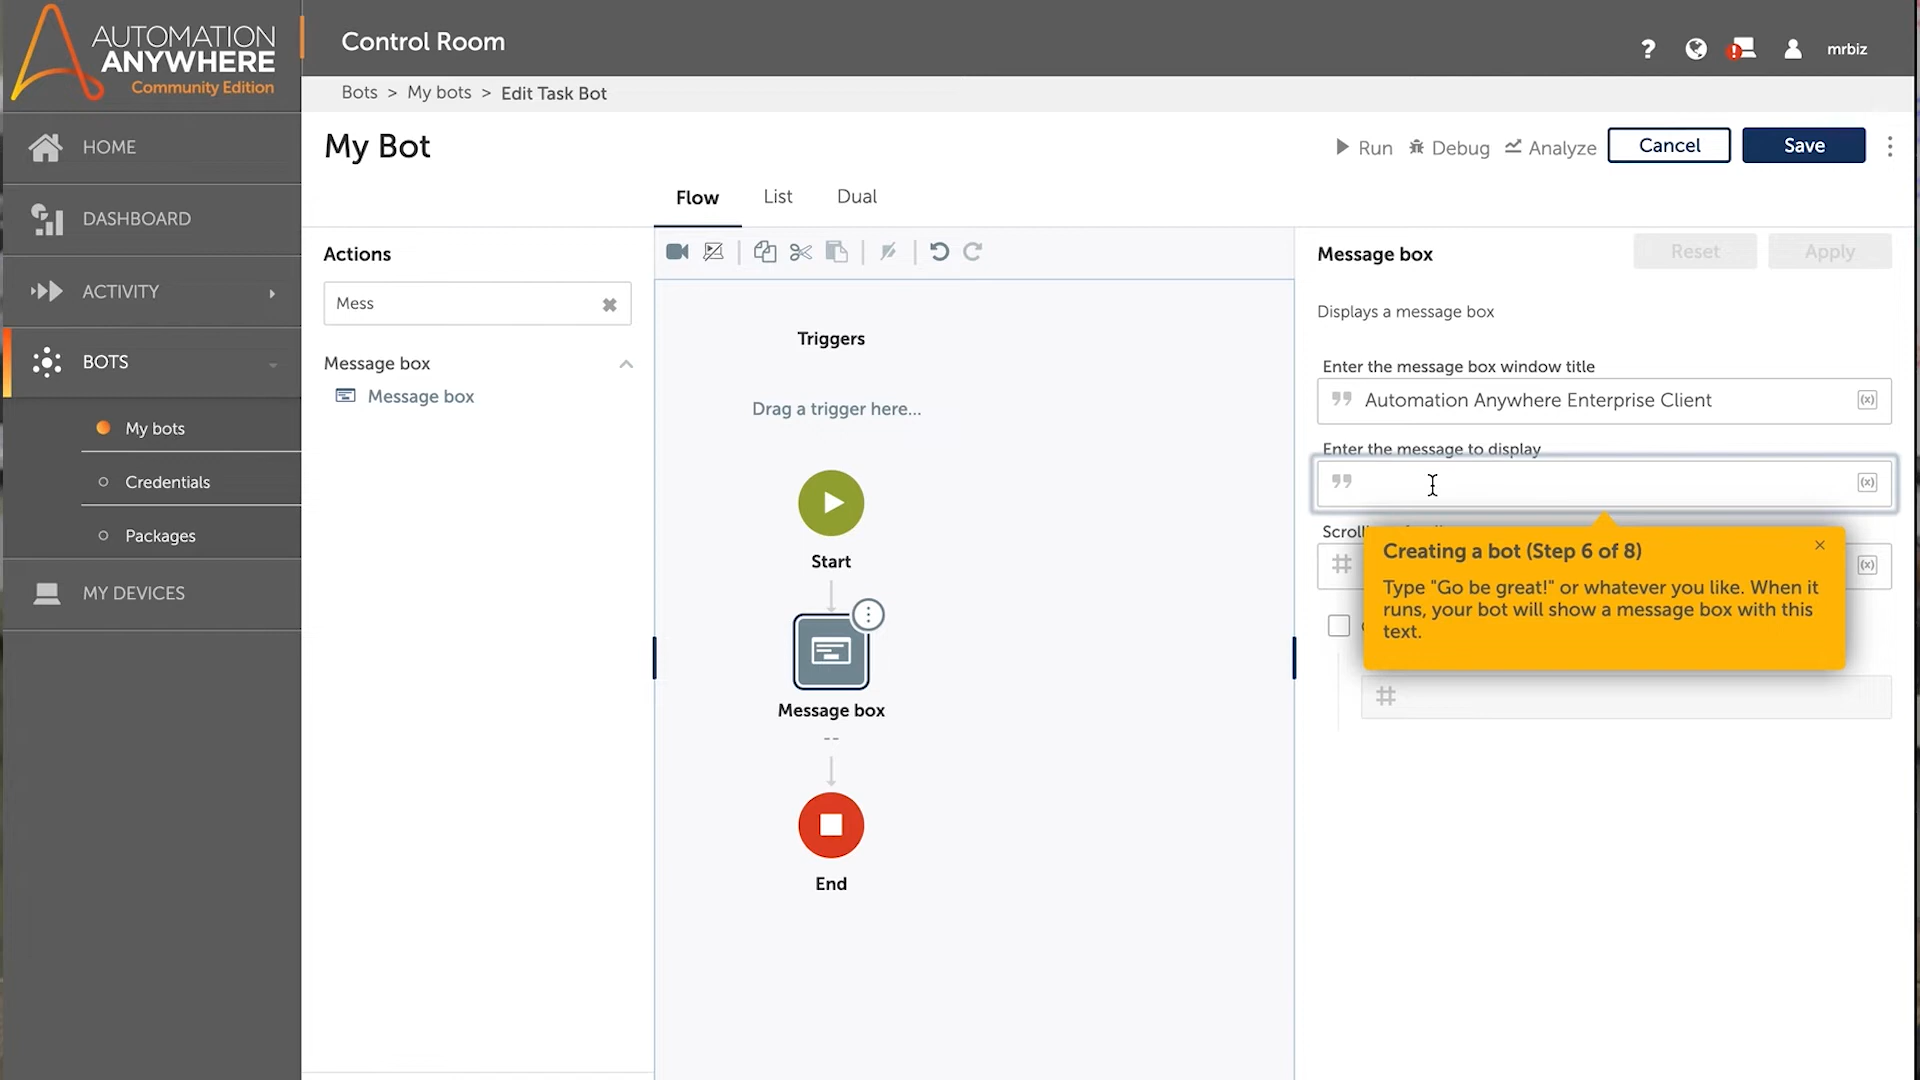 AUTOMATION
ANYWHERE
Community Edition
Control Room
mrbiz
Bots > My bots > Edit Task Bot
HOME
DASHBOARD
ACTIVITY
BOTS
My bots
Credentials
Packages
MY DEVICES
My Bot
Run
Debug
Analyze
Cancel
Save
Flow
List
Dual
Actions
Mess
Message box
Message box
Triggers
Drag a trigger here...
Start
Message box
--
End
Message box
Reset
Apply
Displays a message box
Enter the message box window title
Automation Anywhere Enterprise Client
(x)
Enter the message to display
(x)
(x)
Creating a bot (Step 6 of 8)
Type "Go be great!" or whatever you like. When it
runs, your bot will show a message box with this
text.